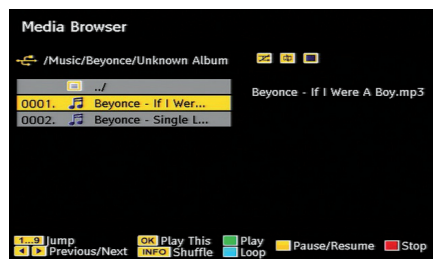 Media Browser
/Music/Beyonce/Unknown Album
../
0001. Beyonce - If I Wer...
0002. Beyonce - Single L...
Beyonce - If I Were A Boy.mp3
1...9 Jump OK Play This Play Pause/Resume Stop
Previous/Next INFO Shuffle Loop